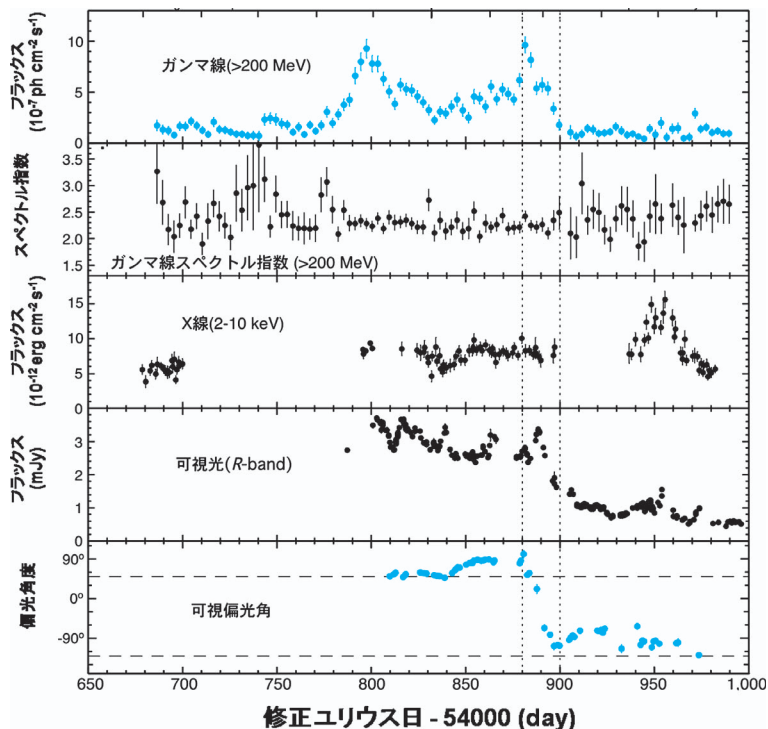 フラックス
(10⁻⁷ ph cm⁻² s⁻¹)
10
5
0
ガンマ線(>200 MeV)
スペクトル指数
3.5
3.0
2.5
2.0
1.5
ガンマ線スペクトル指数 (>200 MeV)
フラックス
(10⁻¹² erg cm⁻² s⁻¹)
15
10
5
0
X線(2-10 keV)
フラックス
(mJy)
3
2
1
0
可視光(R-band)
偏光角度
90º
0º
-90º
可視偏光角
650 700 750 800 850 900 950 1.000
修正ユリウス日 - 54000 (day)